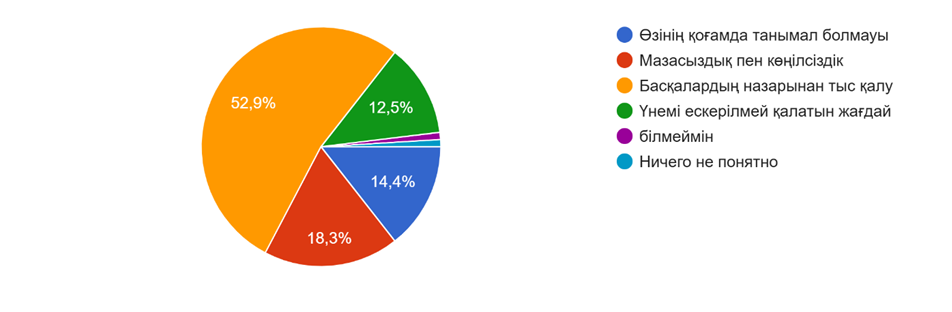 52,9%
12,5%
14,4%
18,3%
Өзінің қоғамда танымал болмауы
Мазасыздық пен көңілсіздік
Басқалардың назарынан тыс қалу
Үнемі ескерілмей қалатын жағдай
білмеймін
Ничего не понятно